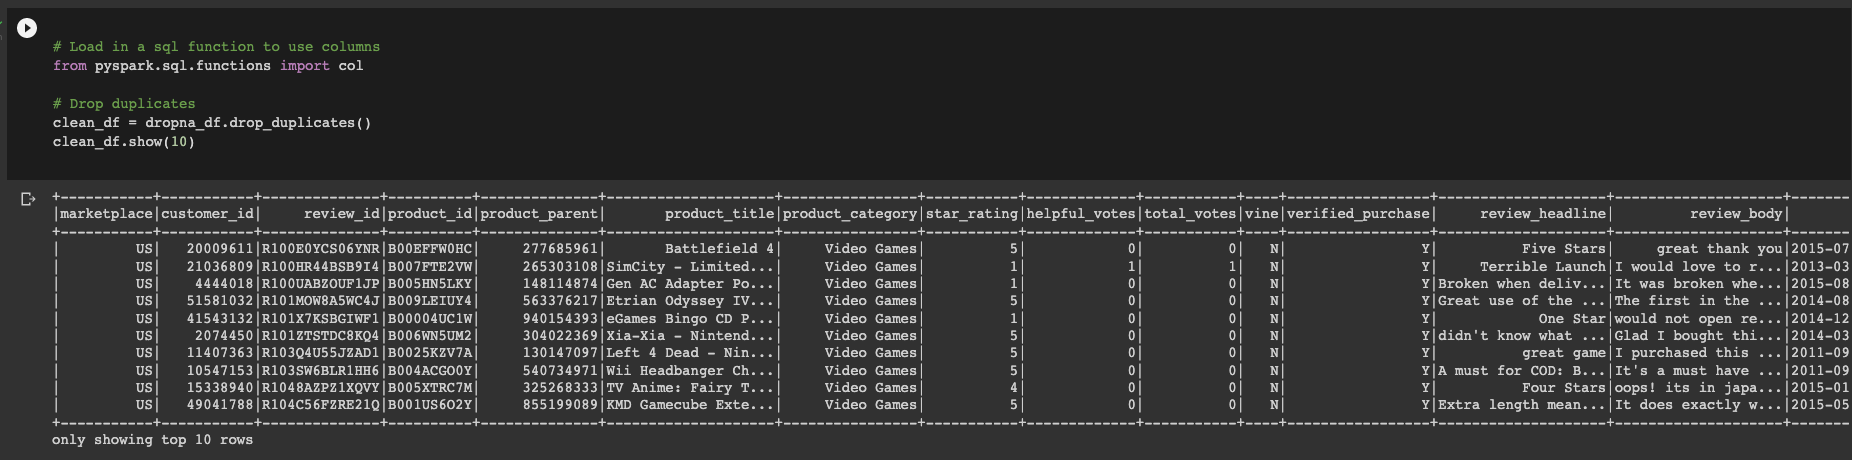 # Load in a sql function to use columns
from pyspark.sql.functions import col
# Drop duplicates
clean_df = dropna_df.drop_duplicates()
clean_df.show(10)
+-----------+-----------+--------------+----------+--------------+--------------------+----------------+-----------+-------------+-----------+----+-----------------+--------------------+--------------------+-------
|marketplace|customer_id|     review_id|product_id|product_parent|       product_title|product_category|star_rating|helpful_votes|total_votes|vine|verified_purchase|     review_headline|         review_body|
+-----------+-----------+--------------+----------+--------------+--------------------+----------------+-----------+-------------+-----------+----+-----------------+--------------------+--------------------+-------
|         US|   20009611|R100E0YCS06YNR|B00EFFW0HC|     277685961|       Battlefield 4|     Video Games|          5|            0|          0|   N|                Y|          Five Stars|     great thank you|2015-07
|         US|   21036809|R100HR44BSB9I4|B007FTE2VW|     265303108|SimCity - Limited...|     Video Games|          1|            1|          1|   N|                Y|     Terrible Launch|I would love to r...|2013-03
|         US|    4444018|R100UABZOUF1JP|B005HN5LKY|     148114874|Gen AC Adapter Po...|     Video Games|          1|            0|          0|   N|                Y|Broken when deliv...|It was broken whe...|2015-08
|         US|   51581032|R101MOW8A5WC4J|B009LEIUY4|     563376217|Etrian Odyssey IV...|     Video Games|          5|            0|          0|   N|                Y|Great use of the ...|The first in the ...|2014-08
|         US|   41543132|R101X7KSBGIWF1|B00004UC1W|     940154393|eGames Bingo CD P...|     Video Games|          1|            0|          0|   N|                Y|            One Star|would not open re...|2014-12
|         US|    2074450|R101ZTSTDC8KQ4|B006WN5UM2|     304022369|Xia-Xia - Nintend...|     Video Games|          5|            0|          0|   N|                Y|didn't know what ...|Glad I bought thi...|2014-03
|         US|   11407363|R103Q4U55JZAD1|B0025KZV7A|     130147097|Left 4 Dead - Nin...|     Video Games|          5|            0|          0|   N|                Y|          great game|I purchased this ...|2011-09
|         US|   10547153|R103SW6BLR1HH6|B004ACGO0Y|     540734971|Wii Headbanger Ch...|     Video Games|          5|            0|          0|   N|                Y|A must for COD: B...|It's a must have ...|2011-09
|         US|   15338940|R1048AZPZ1XQVY|B005XTRC7M|     325268333|TV Anime: Fairy T...|     Video Games|          4|            0|          0|   N|                Y|          Four Stars|oops! its in japa...|2015-01
|         US|   49041788|R104C56FZRE21Q|B001US6O2Y|     855199089|KMD Gamecube Exte...|     Video Games|          5|            0|          0|   N|                Y|Extra length mean...|It does exactly w...|2015-05
+-----------+-----------+--------------+----------+--------------+--------------------+----------------+-----------+-------------+-----------+----+-----------------+--------------------+--------------------+-------
only showing top 10 rows